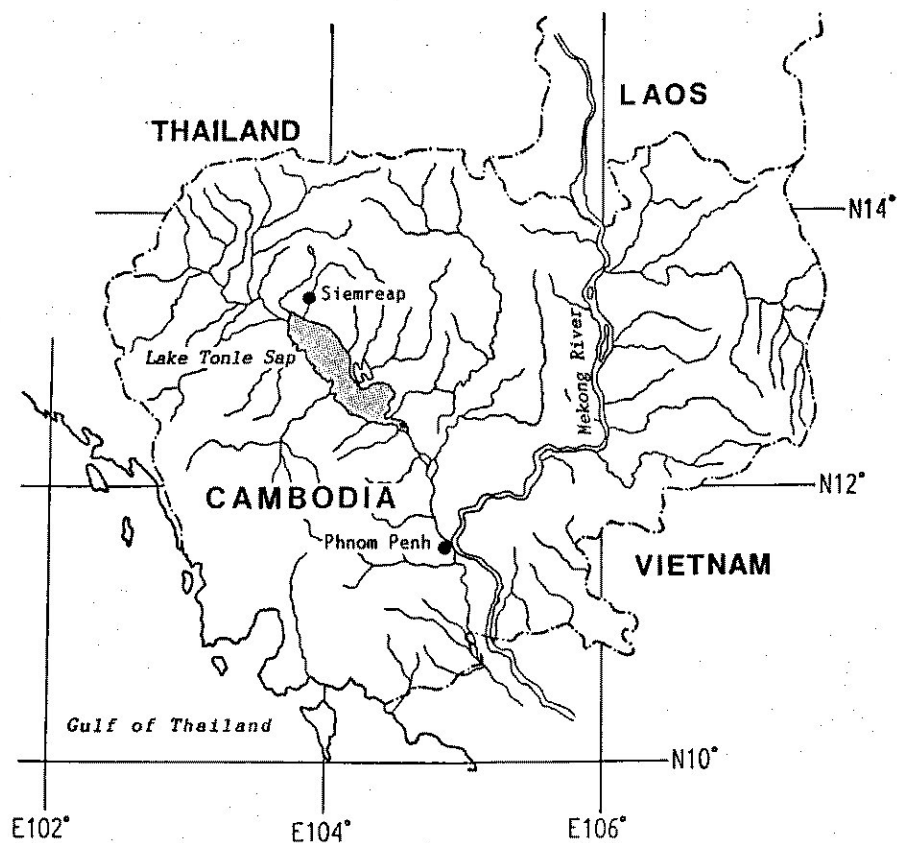 LAOS
THAILAND
N14°
Siemreap
Lake Tonle Sap
Mekong River
CAMBODIA
N12°
Phnom Penh
VIETNAM
Gulf of Thailand
N10°
E102°
E104°
E106°